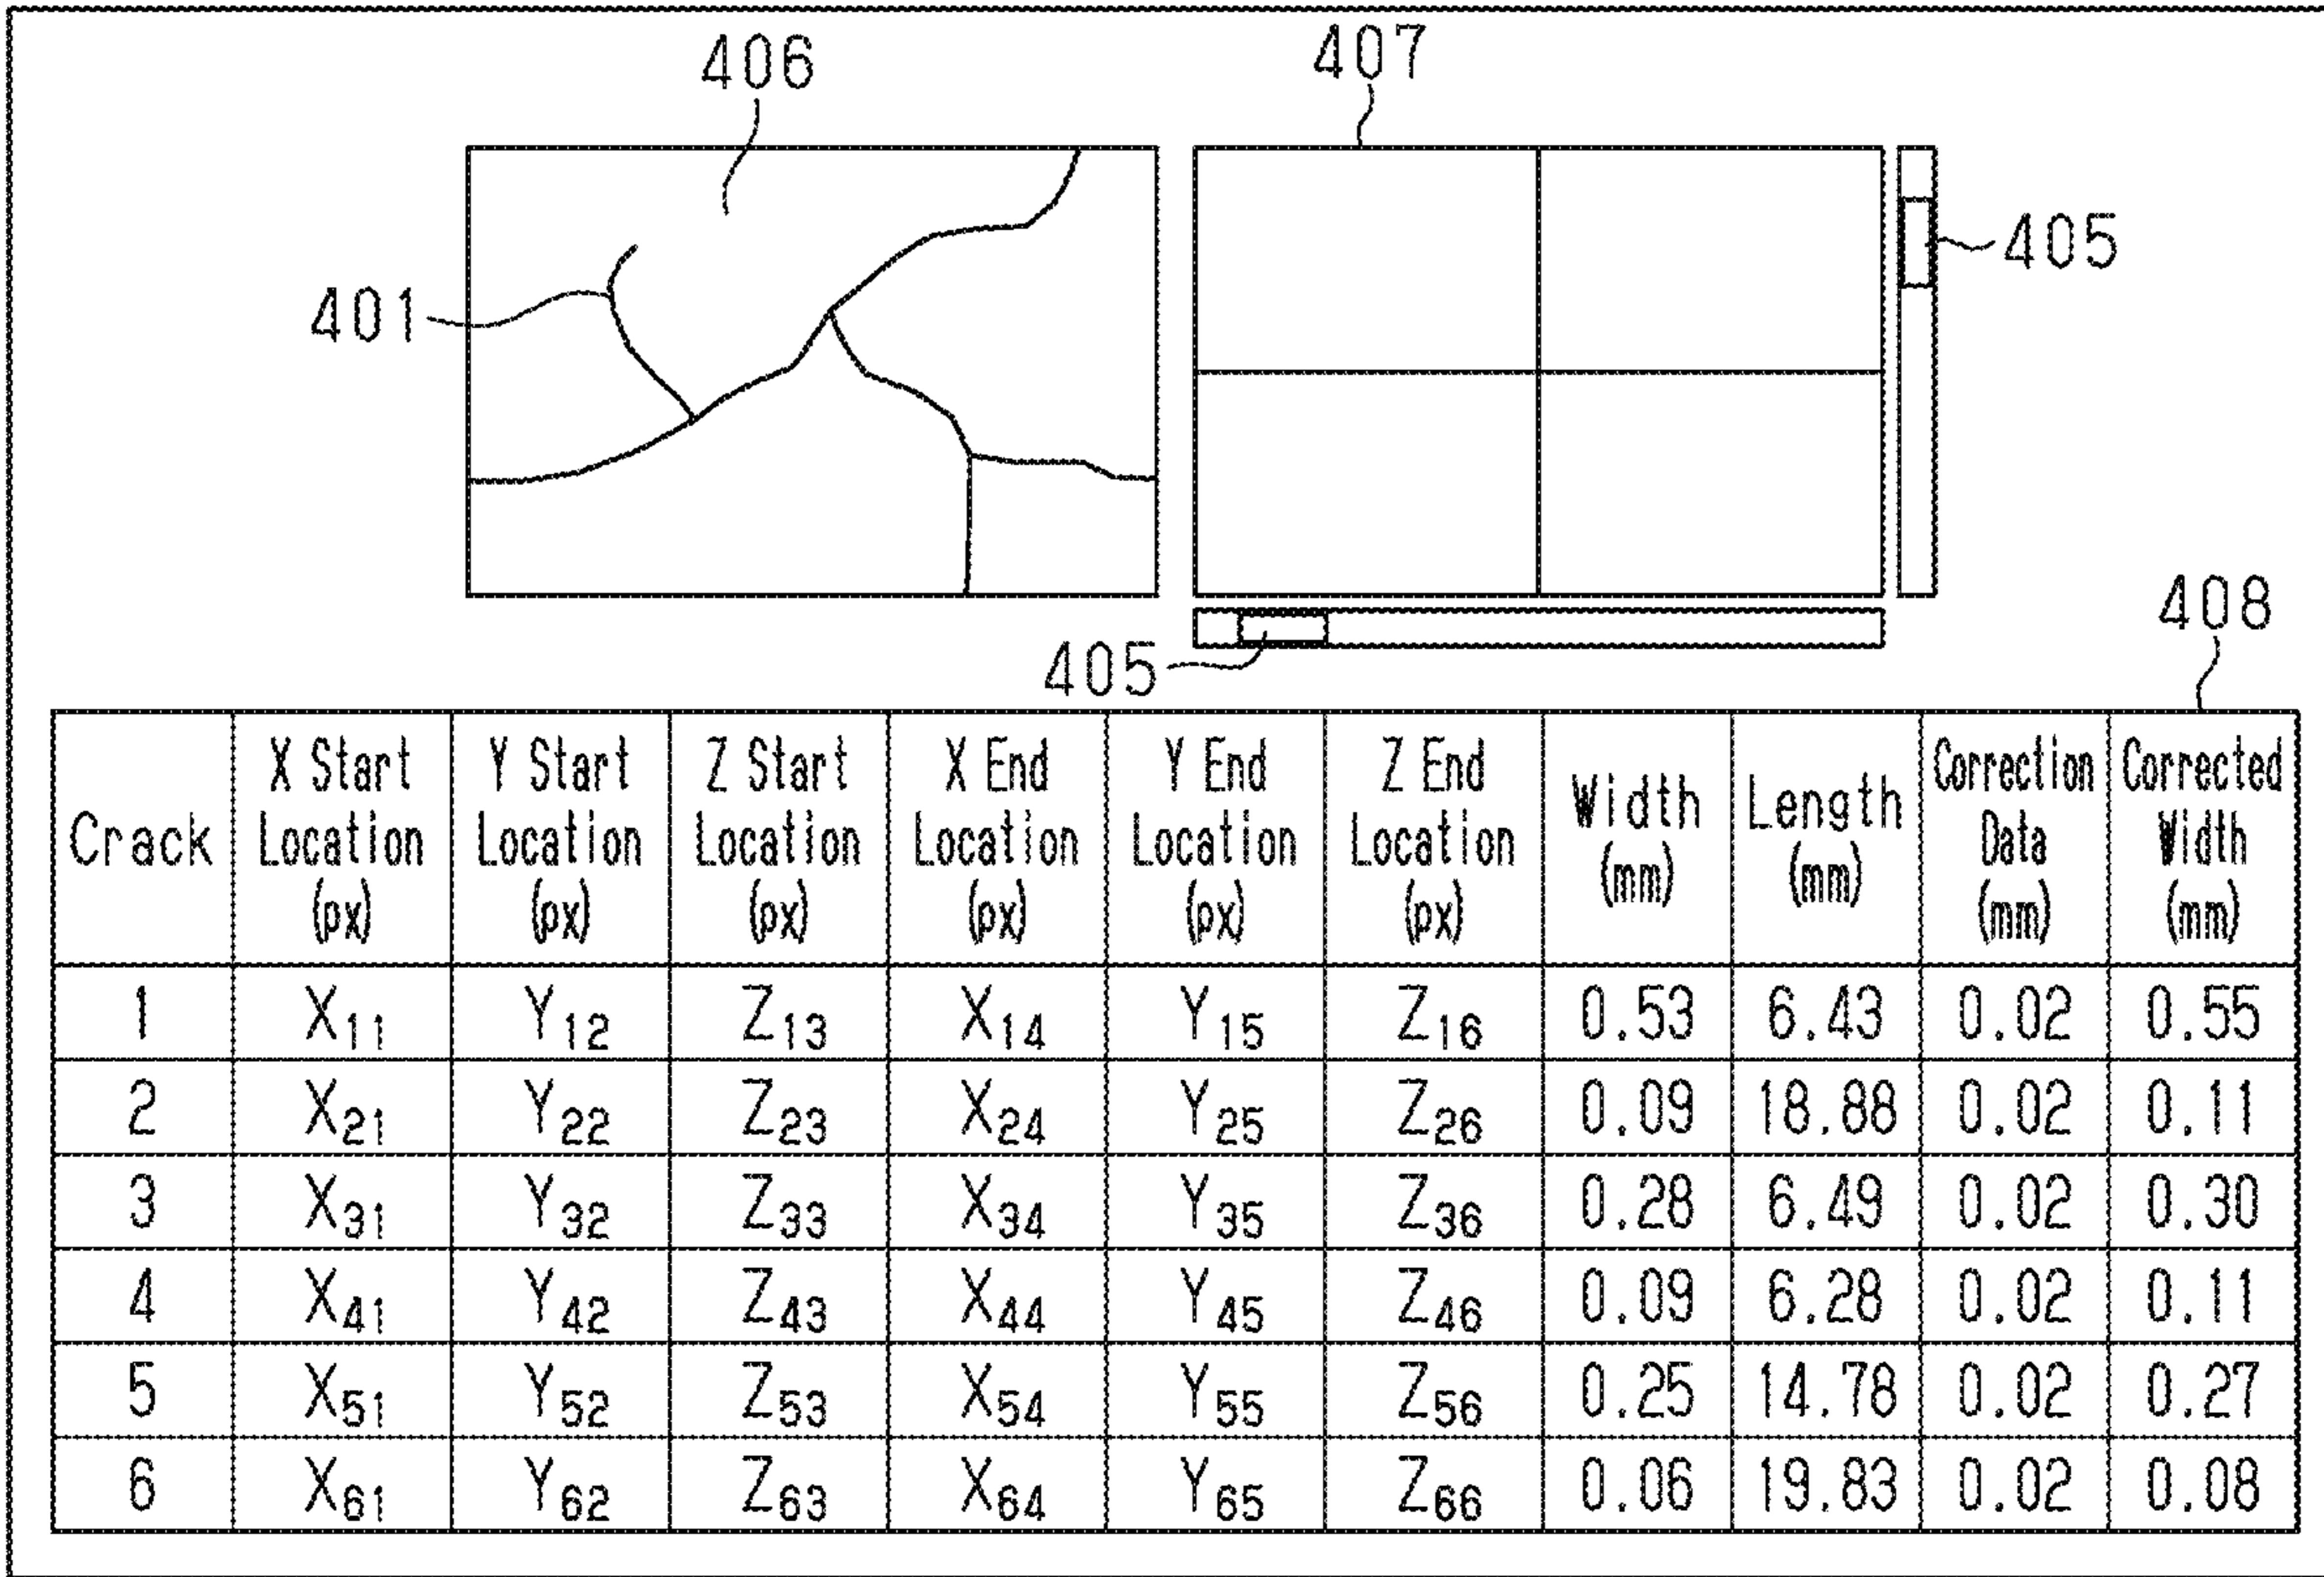 406
407
401
405
405
408
Crack X Start Location (px) Y Start Location (px) Z Start Location (px) X End Location (px) Y End Location (px) Z End Location (px) Width (mm) Length (mm) Correction Data (mm) Corrected Width (mm)
1 X₁₁ Y₁₂ Z₁₃ X₁₄ Y₁₅ Z₁₆ 0.53 6.43 0.02 0.55
2 X₂₁ Y₂₂ Z₂₃ X₂₄ Y₂₅ Z₂₆ 0.09 18.88 0.02 0.11
3 X₃₁ Y₃₂ Z₃₃ X₃₄ Y₃₅ Z₃₆ 0.28 6.49 0.02 0.30
4 X₄₁ Y₄₂ Z₄₃ X₄₄ Y₄₅ Z₄₆ 0.09 6.28 0.02 0.11
5 X₅₁ Y₅₂ Z₅₃ X₅₄ Y₅₅ Z₅₆ 0.25 14.78 0.02 0.27
6 X₆₁ Y₆₂ Z₆₃ X₆₄ Y₆₅ Z₆₆ 0.06 19.83 0.02 0.08